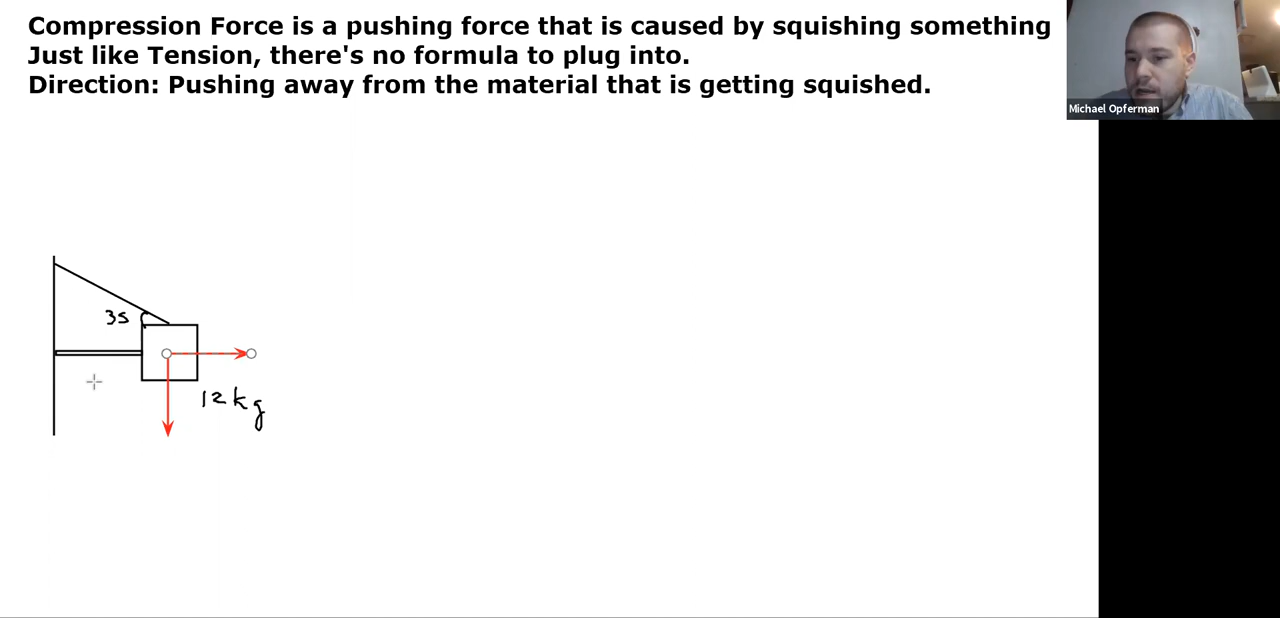 Compression Force is a pushing force that is caused by squishing something
Just like Tension, there's no formula to plug into.
Direction: Pushing away from the material that is getting squished.
Michael Opferman
35
12kg